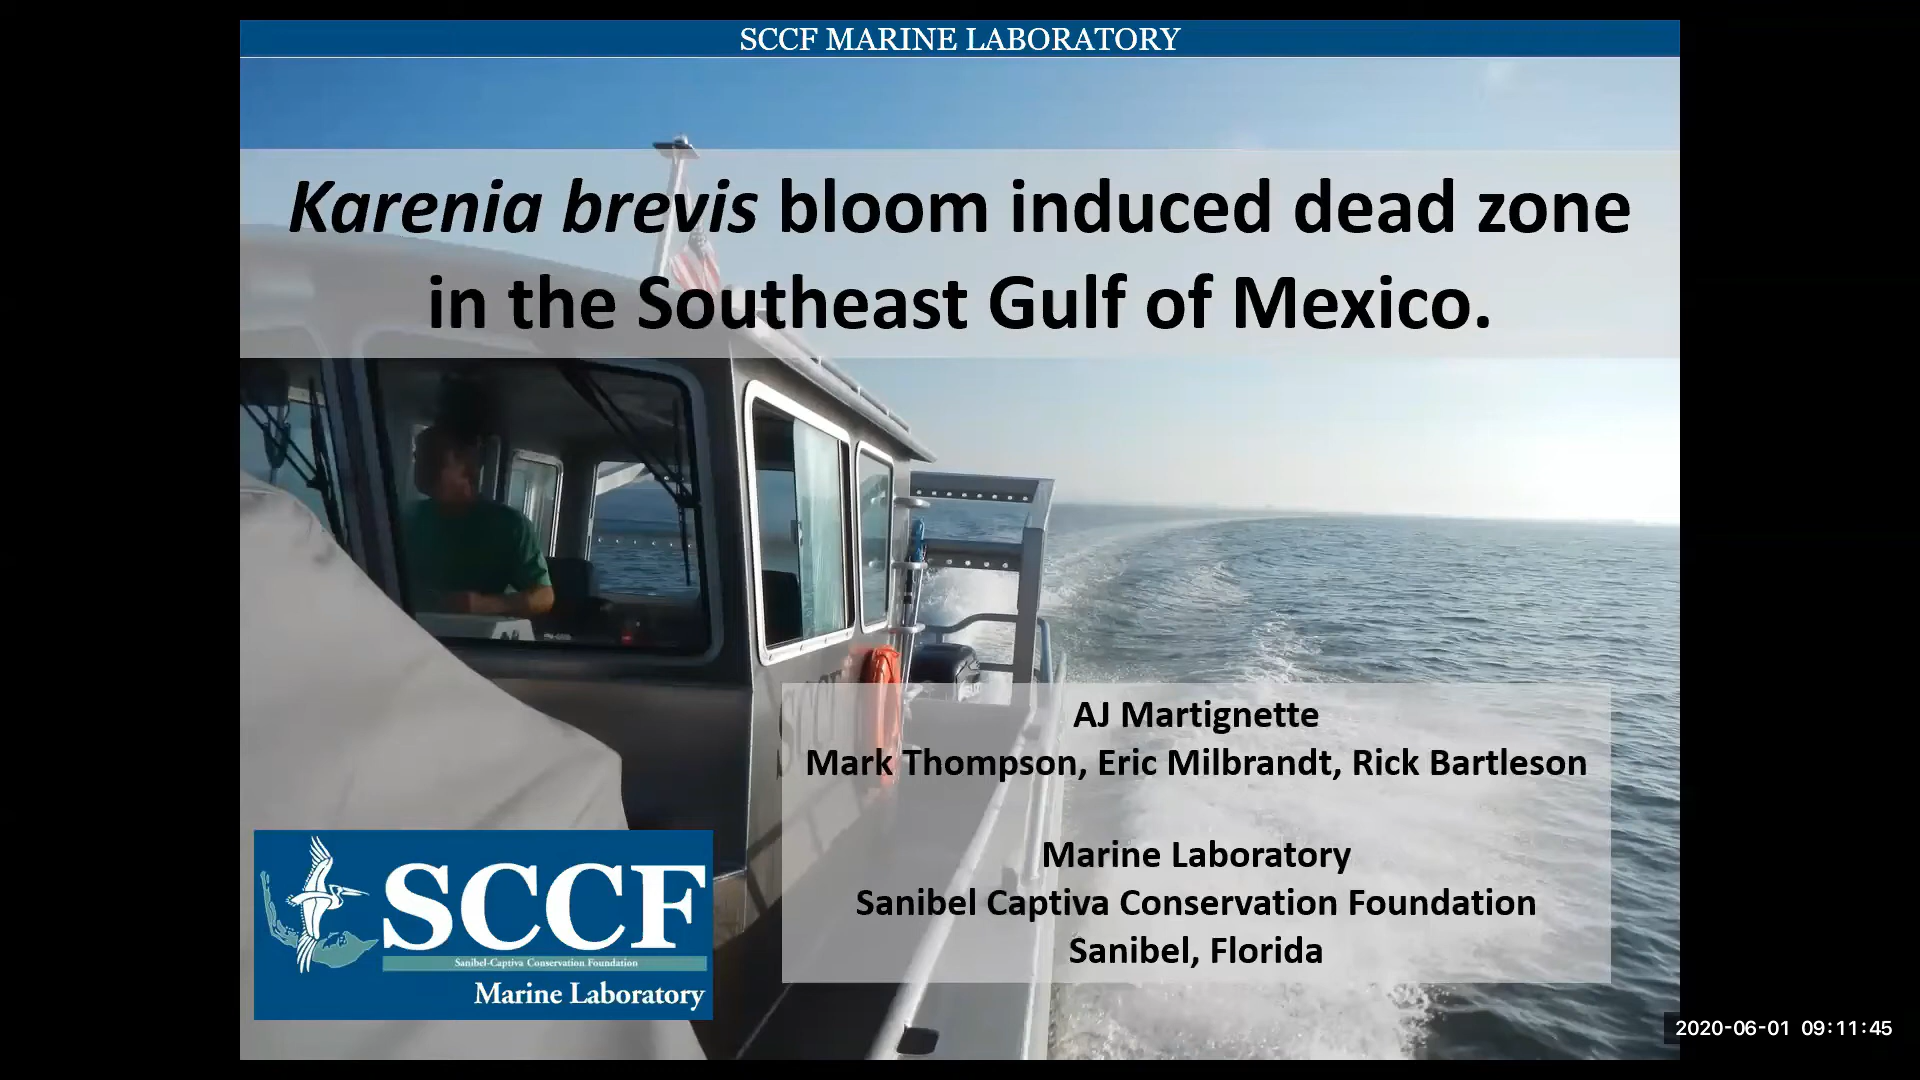 SCCF MARINE LABORATORY
Karenia brevis bloom induced dead zone
in the Southeast Gulf of Mexico.
AJ Martignette
Mark Thompson, Eric Milbrandt, Rick Bartleson
Marine Laboratory
Sanibel Captiva Conservation Foundation
Sanibel, Florida
SCCF
Sanibel-Captiva Conservation Foundation
Marine Laboratory
SCCF
2020-06-01 09:11:45